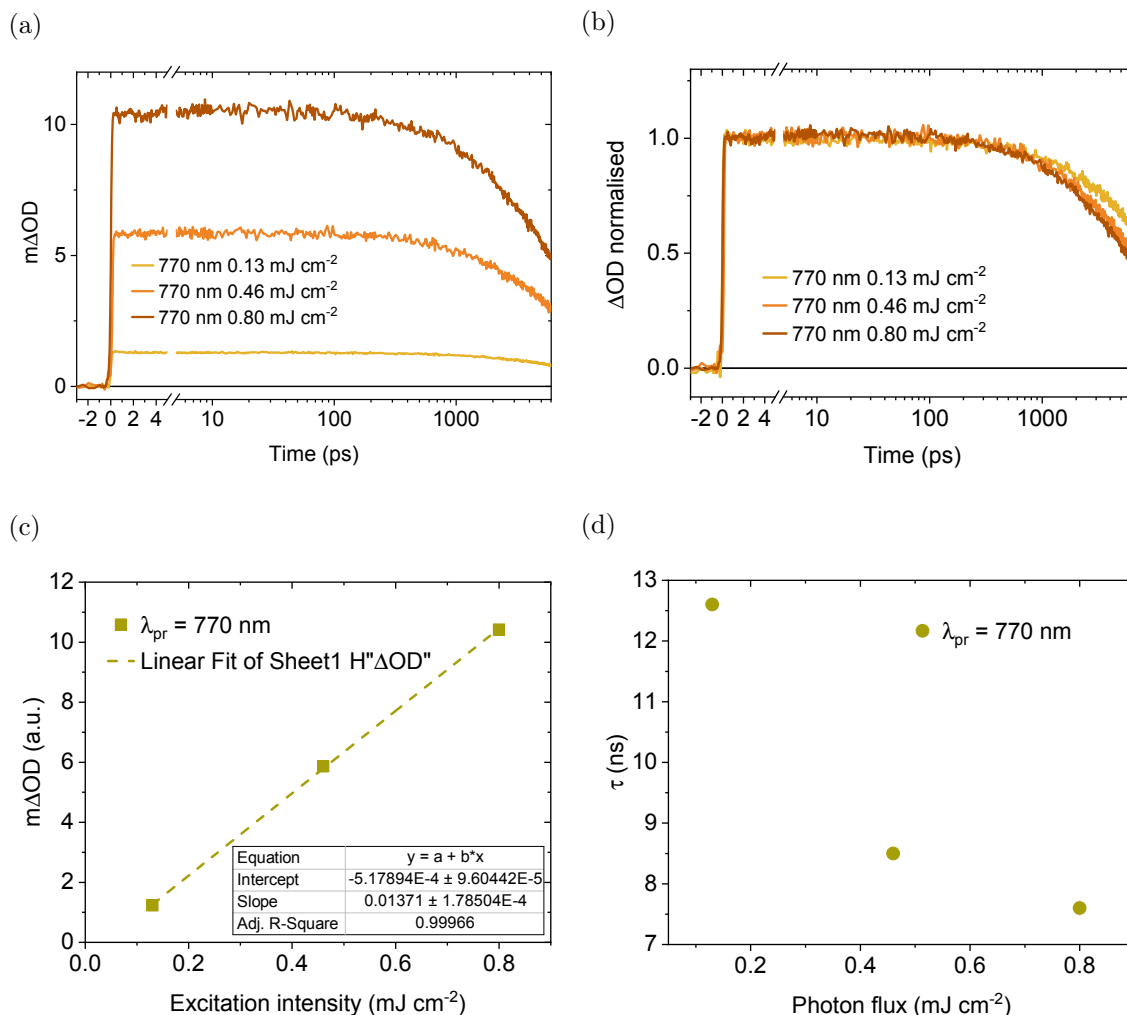 (a)
mΔOD
10
5
0
-2 0 2 4 10 100 1000
Time (ps)
770 nm 0.13 mJ cm⁻²
770 nm 0.46 mJ cm⁻²
770 nm 0.80 mJ cm⁻²
(b)
ΔOD normalised
1.0
0.5
0.0
-2 0 2 4 10 100 1000
Time (ps)
770 nm 0.13 mJ cm⁻²
770 nm 0.46 mJ cm⁻²
770 nm 0.80 mJ cm⁻²
(c)
mΔOD (a.u.)
12
10
8
6
4
2
0
0.0 0.2 0.4 0.6 0.8
Excitation intensity (mJ cm⁻²)
λpr = 770 nm
Linear Fit of Sheet1 H"ΔOD"
Equation y = a + b*x
Intercept -5.17894E-4 ± 9.60442E-5
Slope 0.01371 ± 1.78504E-4
Adj. R-Square 0.99966
(d)
τ (ns)
13
12
11
10
9
8
7
0.2 0.4 0.6 0.8
Photon flux (mJ cm⁻²)
λpr = 770 nm